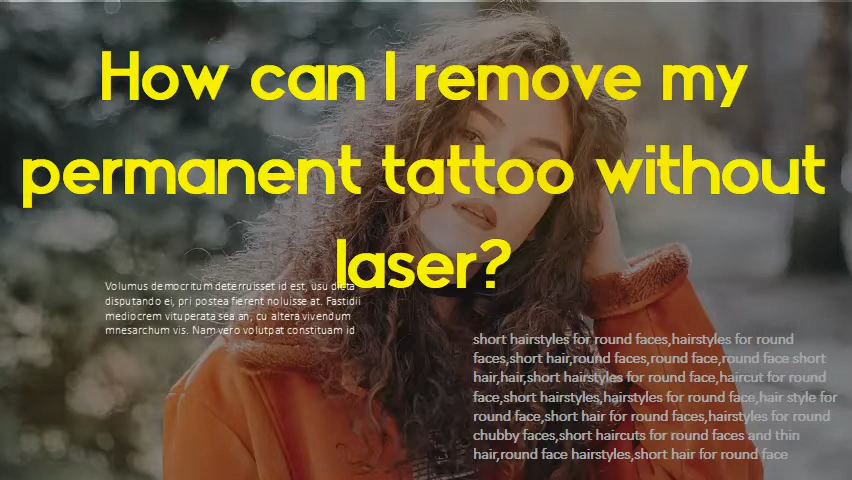 How can I remove my
permanent tattoo without
laser?
Volumus democritum deterruisset id est, usu dicta
disputando ei, pri postea fierent noluisse at. Fastidii
mediocrem vituperata sea an, cu altera vivendum
mnesarchum vis. Nam vero volutpat constituam id
short hairstyles for round faces,hairstyles for round
faces,short hair,round faces,round face,round face short
hair,hair,short hairstyles for round face,haircut for round
face,short hairstyles,hairstyles for round face,hair style for
round face,short hair for round faces,hairstyles for round
chubby faces,short haircuts for round faces and thin
hair,round face hairstyles,short hair for round face